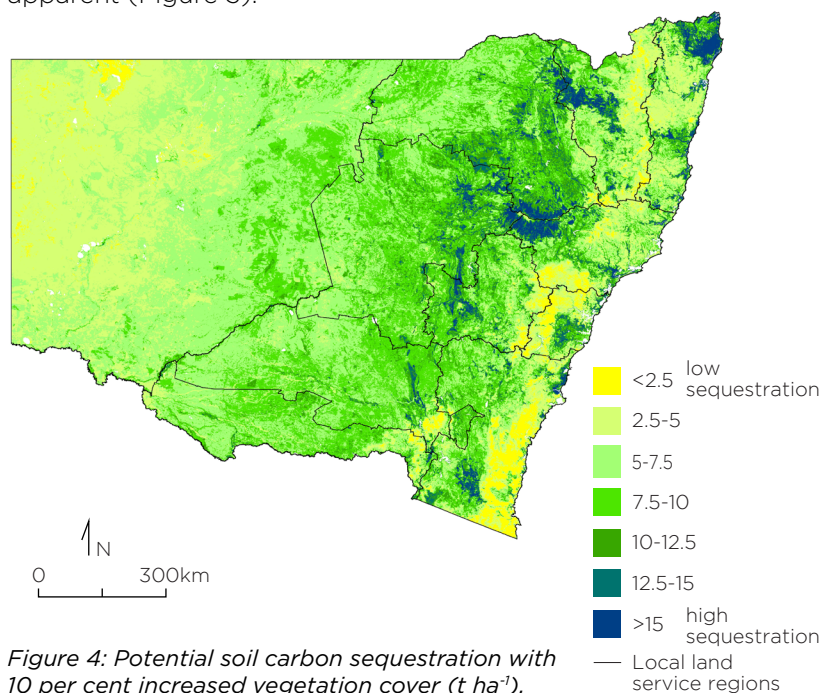 apparent (Figure 3).
<2.5 low sequestration
2.5-5
5-7.5
7.5-10
10-12.5
12.5-15
>15 high sequestration
Local land service regions
N
0 300km
Figure 4: Potential soil carbon sequestration with
10 per cent increased vegetation cover (t ha⁻¹).